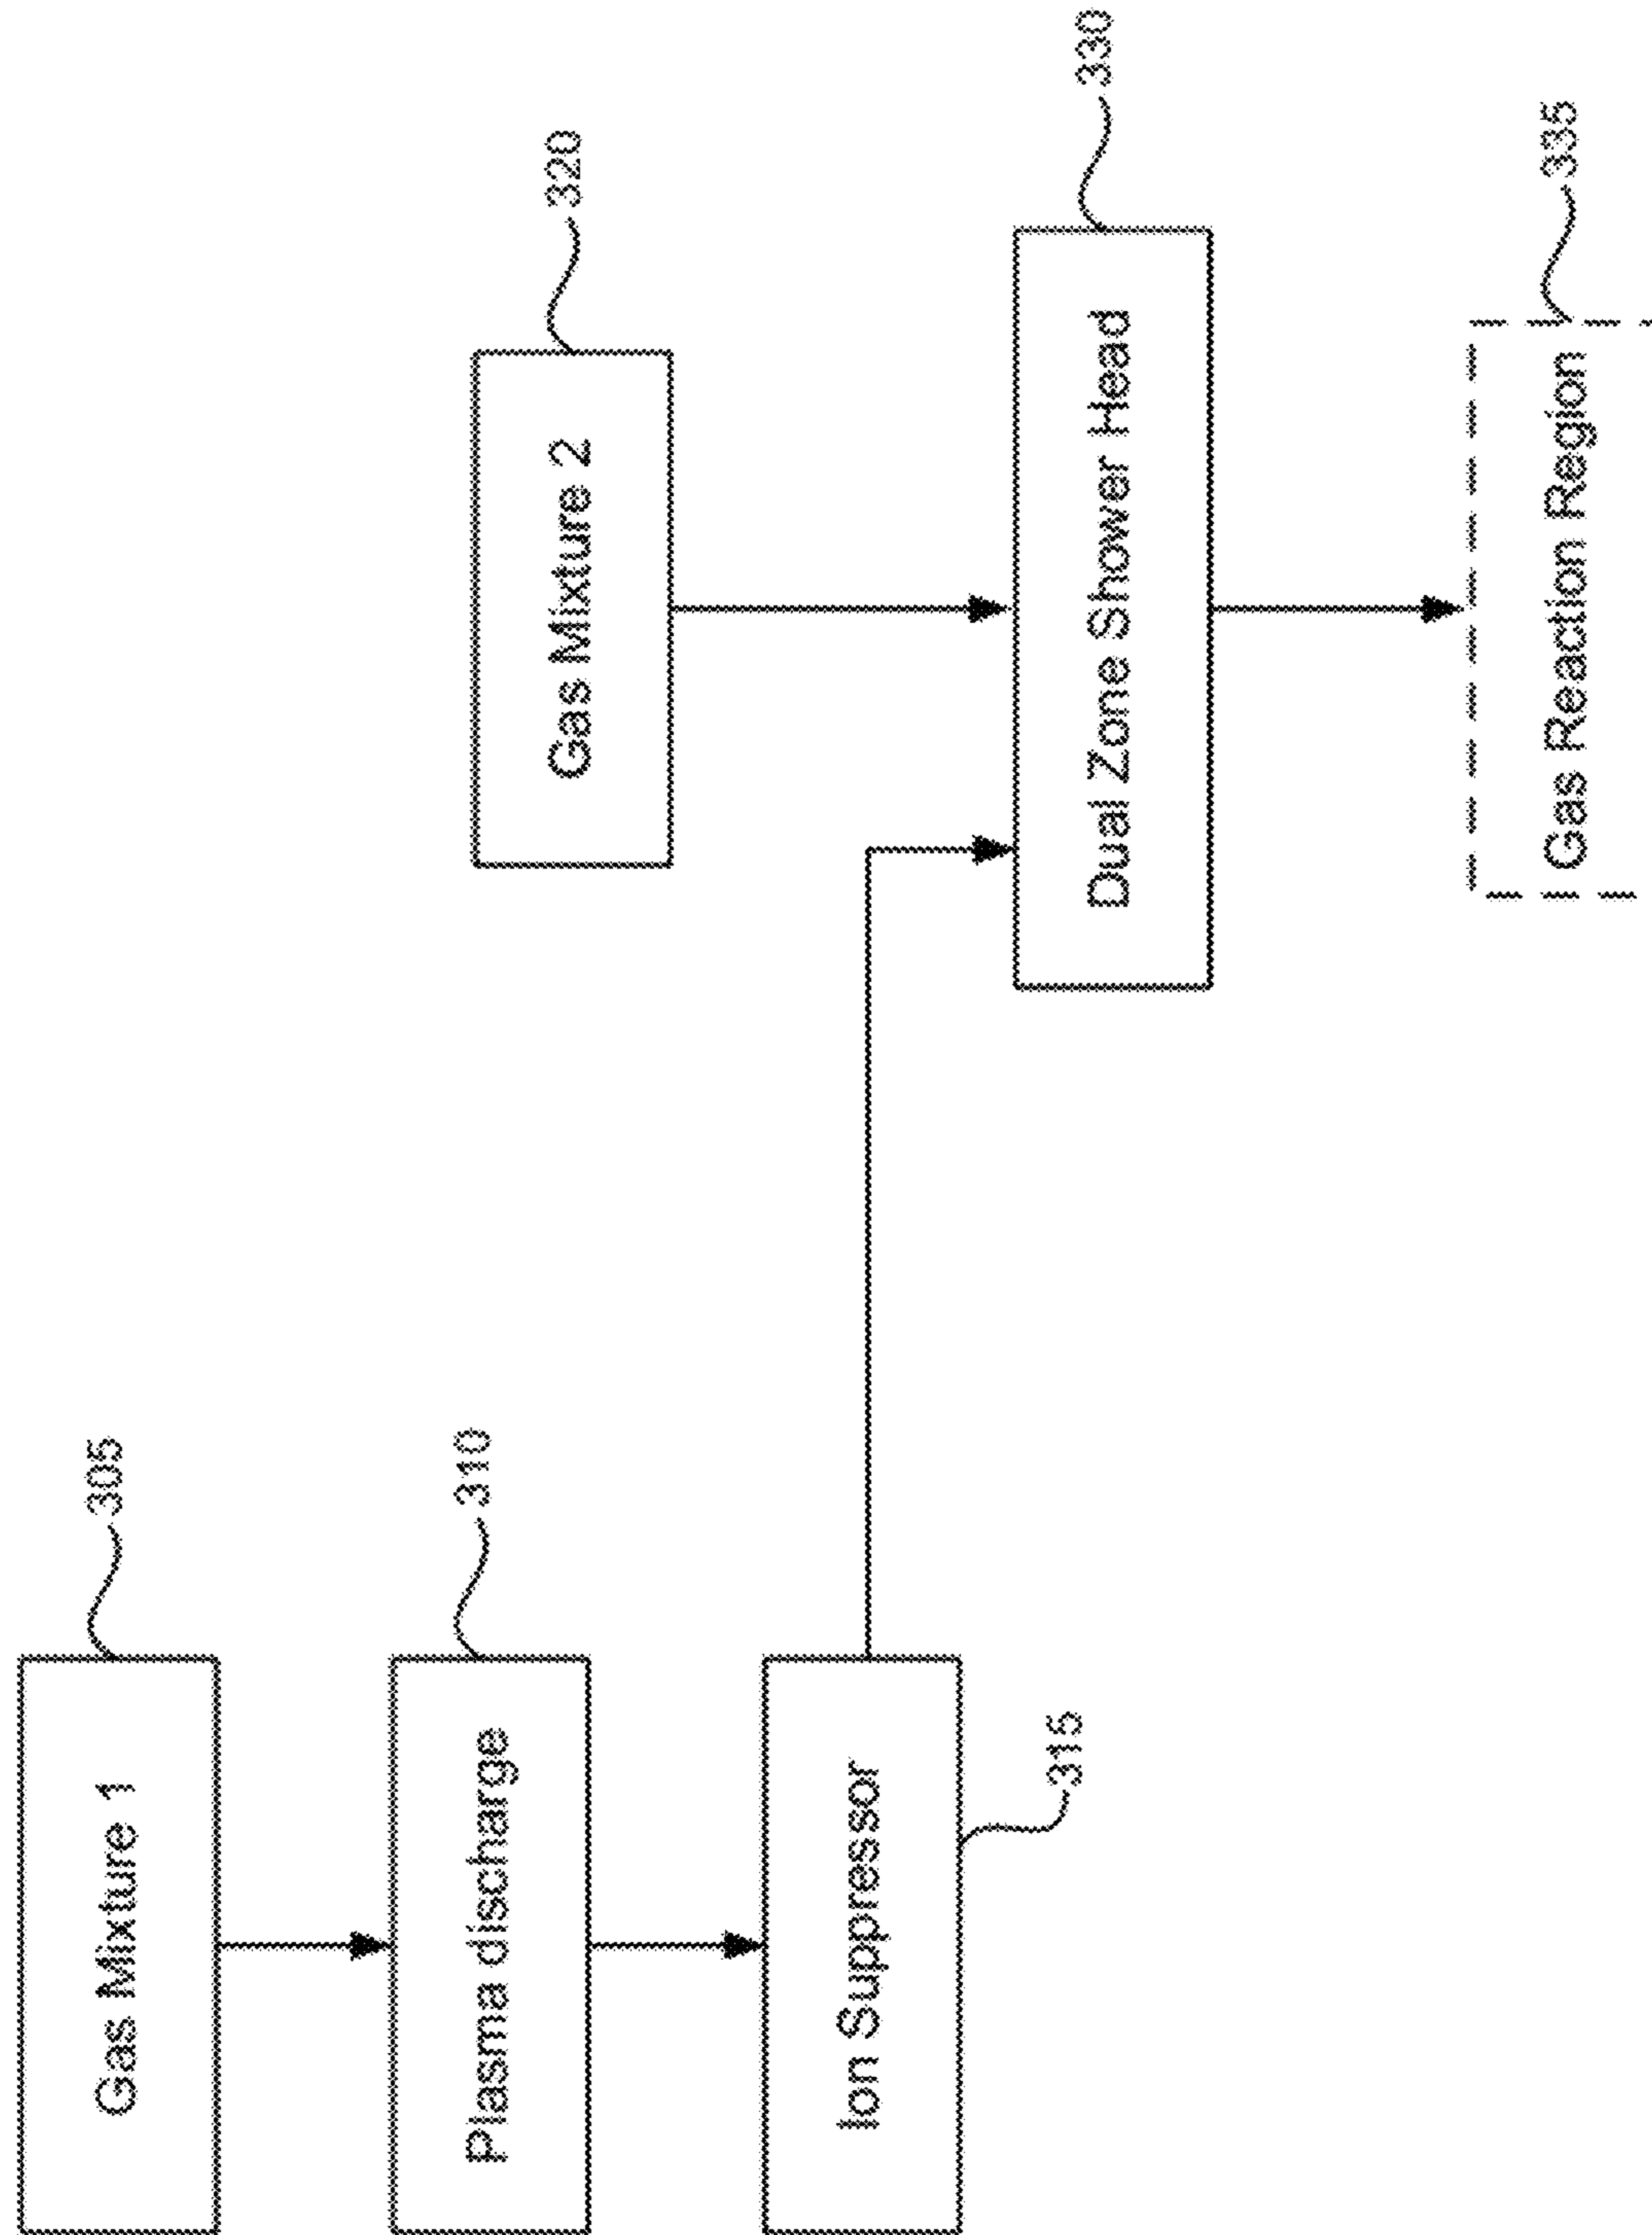 Gas Mixture 1
305
Plasma discharge
310
Ion Suppressor
315
Gas Mixture 2
320
Dual Zone Shower Head
330
Gas Reaction Region
335